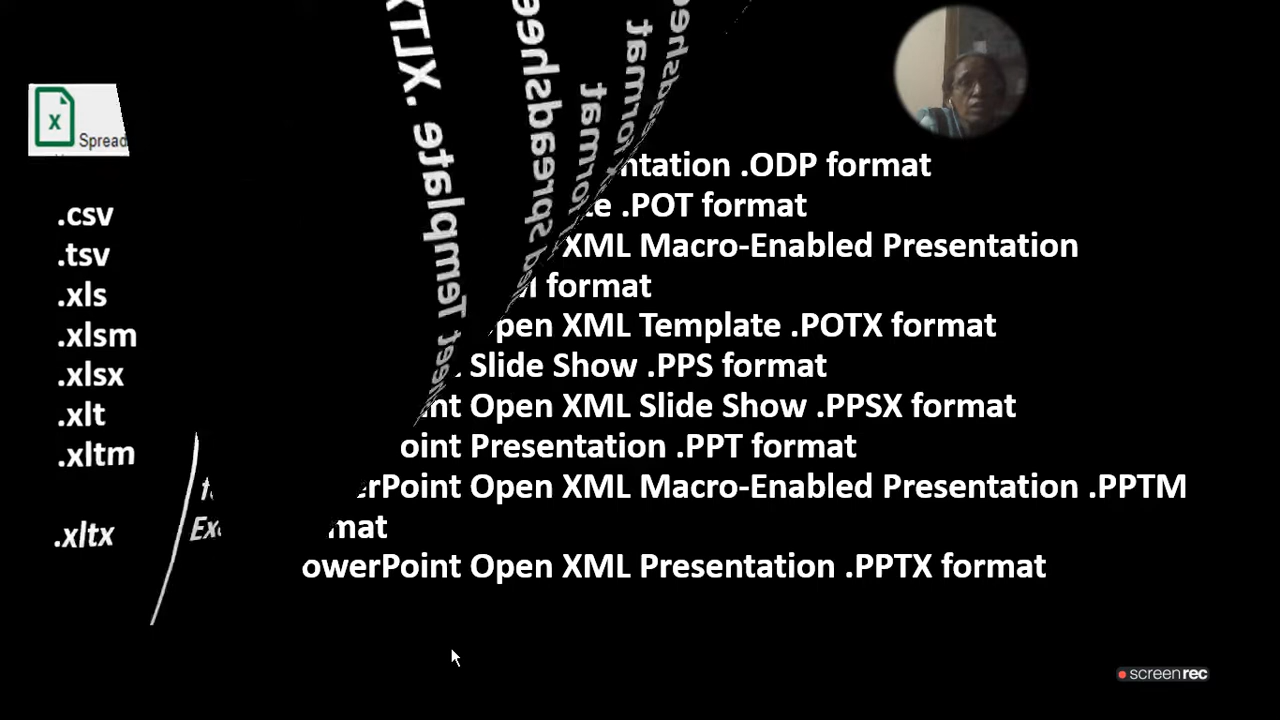 Spread
.csv
.tsv
.xls
.xlsm
.xlsx
.xlt
.xltm
.xltx
XLTX. Template
Spreadshee
format
format
ntation .ODP format
te .POT format
XML Macro-Enabled Presentation
format
pen XML Template .POTX format
Slide Show .PPS format
int Open XML Slide Show .PPSX format
oint Presentation .PPT format
erPoint Open XML Macro-Enabled Presentation .PPTM
mat
owerPoint Open XML Presentation .PPTX format
screenrec